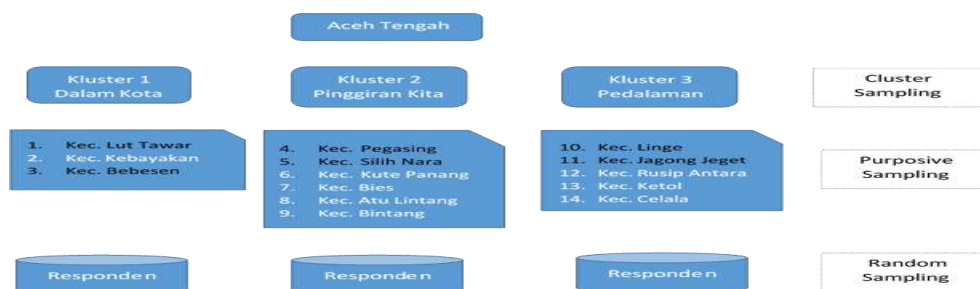 Aceh Tengah
Kluster 1
Dalam Kota
Kluster 2
Pinggiran Kita
Kluster 3
Pedalaman
Cluster
Sampling
1. Kec. Lut Tawar
2. Kec. Kebayakan
3. Kec. Bebesen
4. Kec. Pegasing
5. Kec. Silih Nara
6. Kec. Kute Panang
7. Kec. Bies
8. Kec. Atu Lintang
9. Kec. Bintang
10. Kec. Linge
11. Kec. Jagong Jeget
12. Kec. Rusip Antara
13. Kec. Ketol
14. Kec. Celala
Purposive
Sampling
Responden
Responden
Responden
Random
Sampling